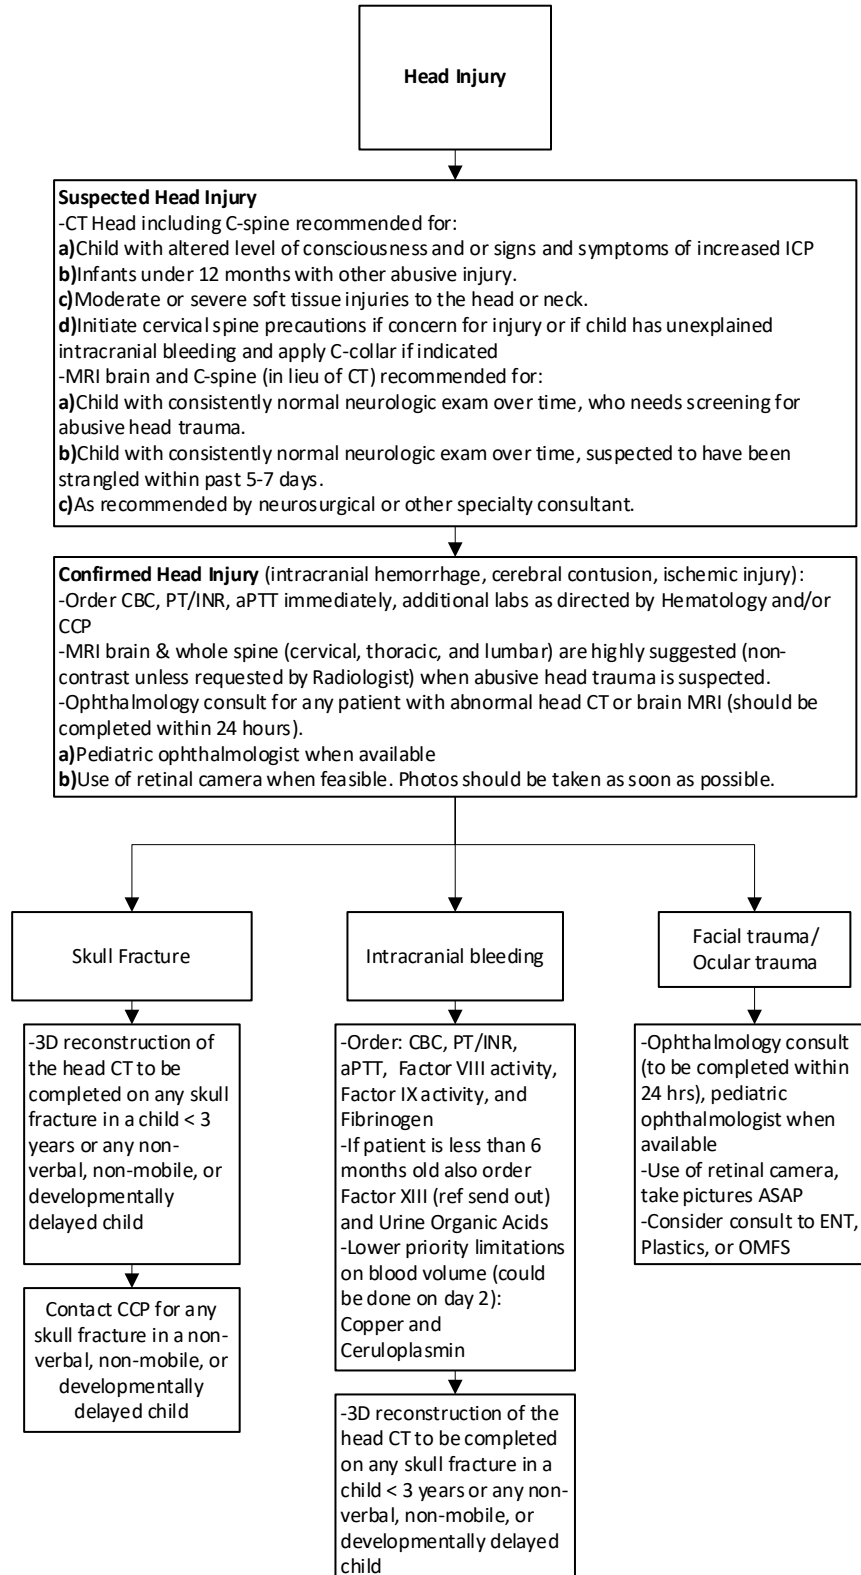 Head Injury
Suspected Head Injury
-CT Head including C-spine recommended for:
a)Child with altered level of consciousness and or signs and symptoms of increased ICP
b)Infants under 12 months with other abusive injury.
c)Moderate or severe soft tissue injuries to the head or neck.
d)Initiate cervical spine precautions if concern for injury or if child has unexplained
intracranial bleeding and apply C-collar if indicated
-MRI brain and C-spine (in lieu of CT) recommended for:
a)Child with consistently normal neurologic exam over time, who needs screening for
abusive head trauma.
b)Child with consistently normal neurologic exam over time, suspected to have been
strangled within past 5-7 days.
c)As recommended by neurosurgical or other specialty consultant.
Confirmed Head Injury (intracranial hemorrhage, cerebral contusion, ischemic injury):
-Order CBC, PT/INR, aPTT immediately, additional labs as directed by Hematology and/or
CCP
-MRI brain & whole spine (cervical, thoracic, and lumbar) are highly suggested (non-
contrast unless requested by Radiologist) when abusive head trauma is suspected.
-Ophthalmology consult for any patient with abnormal head CT or brain MRI (should be
completed within 24 hours).
a)Pediatric ophthalmologist when available
b)Use of retinal camera when feasible. Photos should be taken as soon as possible.
Skull Fracture
-3D reconstruction of
the head CT to be
completed on any skull
fracture in a child < 3
years or any non-
verbal, non-mobile, or
developmentally
delayed child
Contact CCP for any
skull fracture in a non-
verbal, non-mobile, or
developmentally
delayed child
Intracranial bleeding
-Order: CBC, PT/INR,
aPTT, Factor VIII activity,
Factor IX activity, and
Fibrinogen
-If patient is less than 6
months old also order
Factor XIII (ref send out)
and Urine Organic Acids
-Lower priority limitations
on blood volume (could
be done on day 2):
Copper and
Ceruloplasmin
-3D reconstruction of the
head CT to be completed
on any skull fracture in a
child < 3 years or any non-
verbal, non-mobile, or
developmentally delayed
child
Facial trauma/
Ocular trauma
-Ophthalmology consult
(to be completed within
24 hrs), pediatric
ophthalmologist when
available
-Use of retinal camera,
take pictures ASAP
-Consider consult to ENT,
Plastics, or OMFS